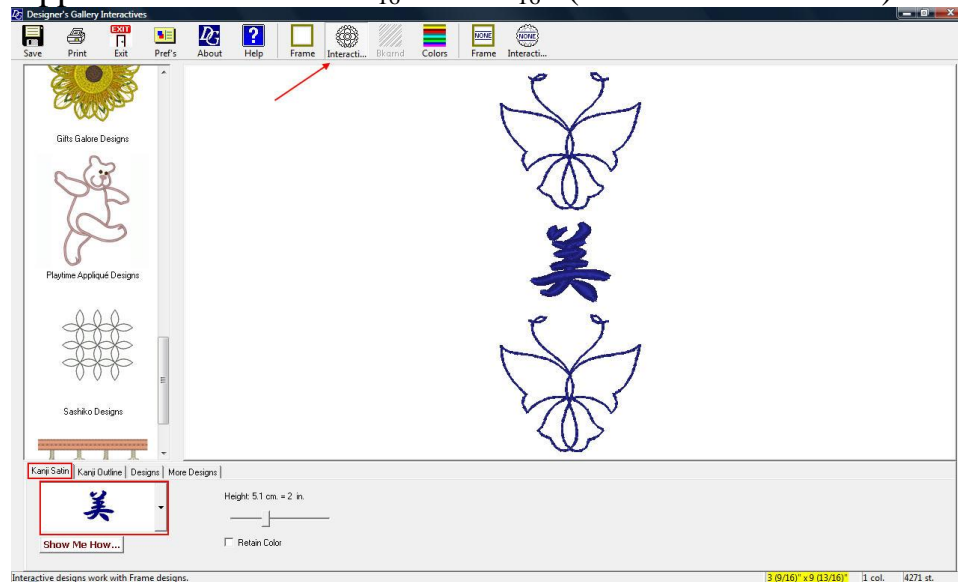 Designer's Gallery Interactives
Save Print Exit Pref's About Help Frame Interacti... Bkgrnd Colors Frame Interacti...
EXIT
DG
?
NONE
NONE
Gifts Galore Designs
Playtime Appliqué Designs
Sashiko Designs
美
Kanji Satin Kanji Outline Designs More Designs
美
Height: 5.1 cm. = 2 in.
Show Me How...
Retain Color
Interactive designs work with Frame designs.
3 (9/16)" x 9 (13/16)" 1 col. 4271 st.